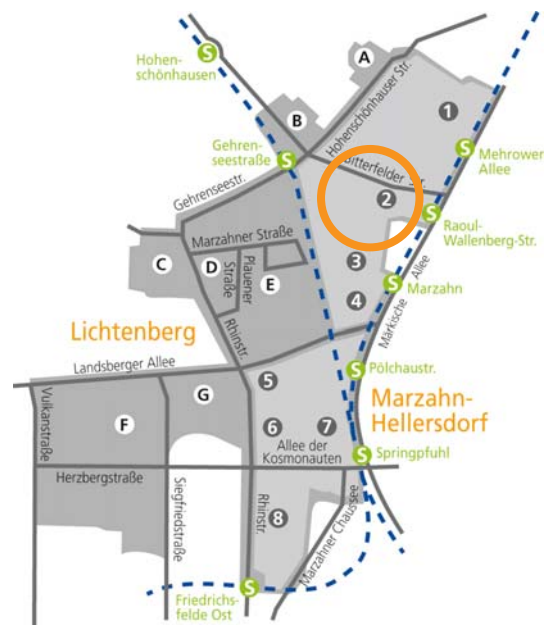 Hohen-
schönhausen
S
A
Hohenschönhauser Str.
B
1
Gehren-
seestraße
S
Bitterfelder Str.
S
Mehrower
Allee
Gehrenseestr.
2
S
Raoul-
Wallenberg-Str.
Marzahner Straße
C
D
Plauener
Straße
E
3
S
Marzahn
4
Märkische Allee
Lichtenberg
Rhinstr.
Landsberger Allee
S
Pölchaustr.
G
5
Marzahn-
Hellersdorf
Vulkanstraße
F
6
7
Allee der
Kosmonauten
S
Springpfuhl
Herzbergstraße
Siegfriedstraße
Rhinstr.
8
Marzahner Chaussee
S
Friedrichs-
felde Ost